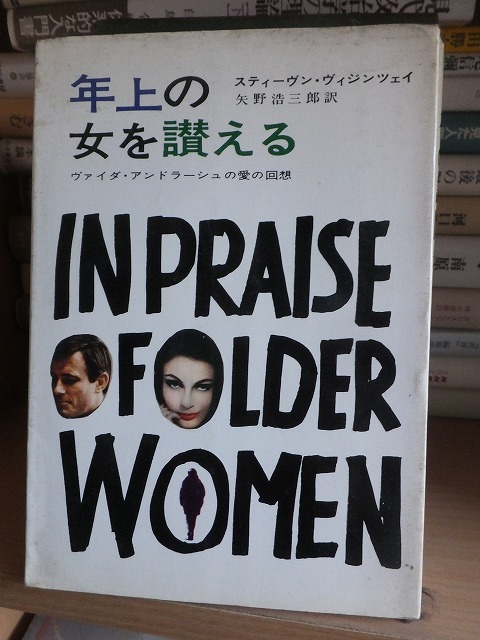 年上の
女を讃える
スティーヴン・ヴィジンツェイ
矢野浩三郎訳
ヴァイダ・アンドラーシュの愛の回想
IN PRAISE
OF OLDER
WOMEN